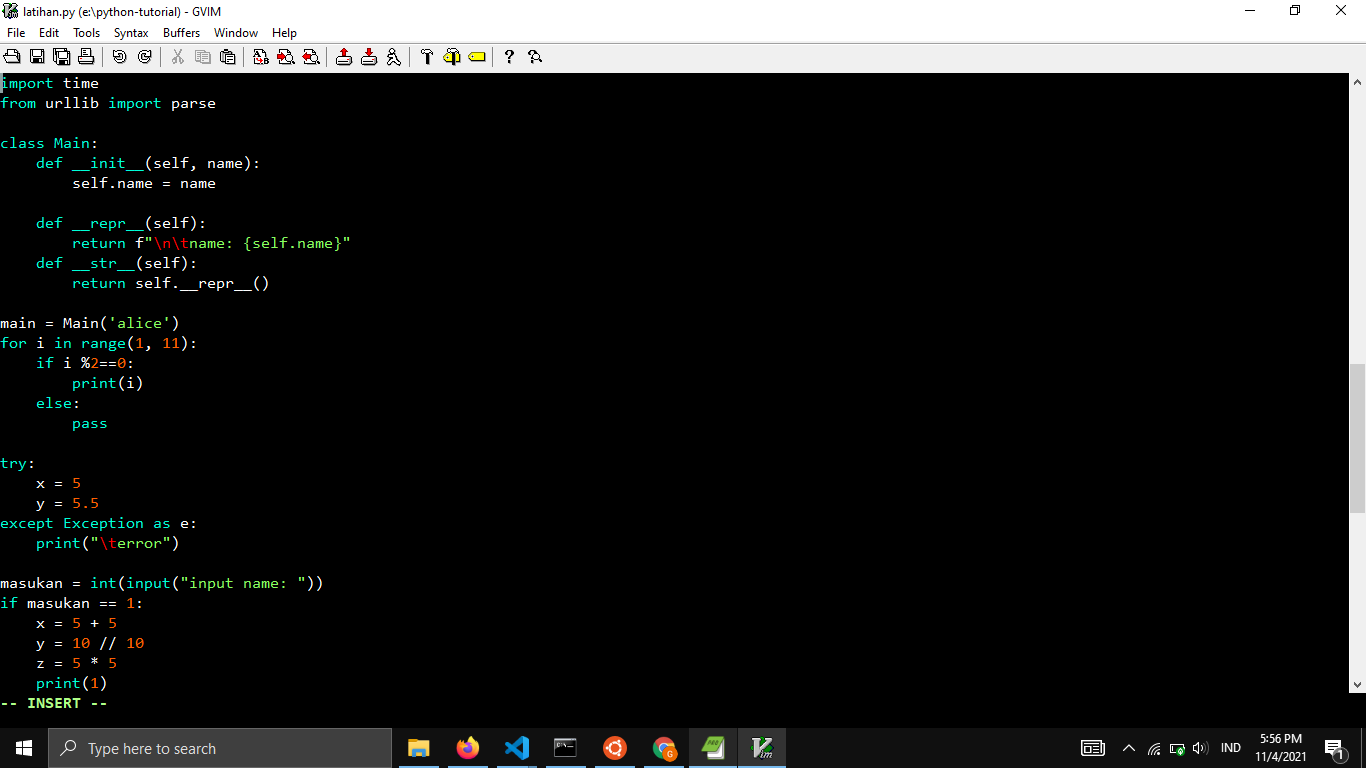 latihan.py (e:\python-tutorial) - GVIM
File Edit Tools Syntax Buffers Window Help
import time
from urllib import parse
class Main:
    def __init__(self, name):
        self.name = name
    def __repr__(self):
        return f"\n\tname: {self.name}"
    def __str__(self):
        return self.__repr__()
main = Main('alice')
for i in range(1, 11):
    if i %2==0:
        print(i)
    else:
        pass
try:
    x = 5
    y = 5.5
except Exception as e:
    print("\terror")
masukan = int(input("input name: "))
if masukan == 1:
    x = 5 + 5
    y = 10 // 10
    z = 5 * 5
    print(1)
-- INSERT --
Type here to search
IND
5:56 PM
11/4/2021
1